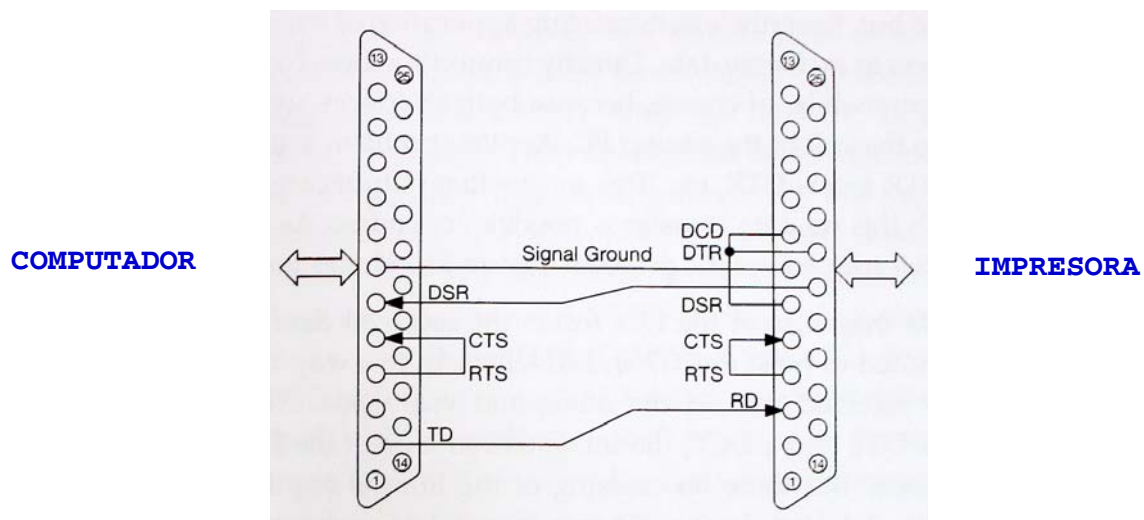 13
25
13
25
DCD
DTR
Signal Ground
COMPUTADOR
IMPRESORA
DSR
DSR
CTS
CTS
RTS
RTS
RD
TD
14
1
14
1